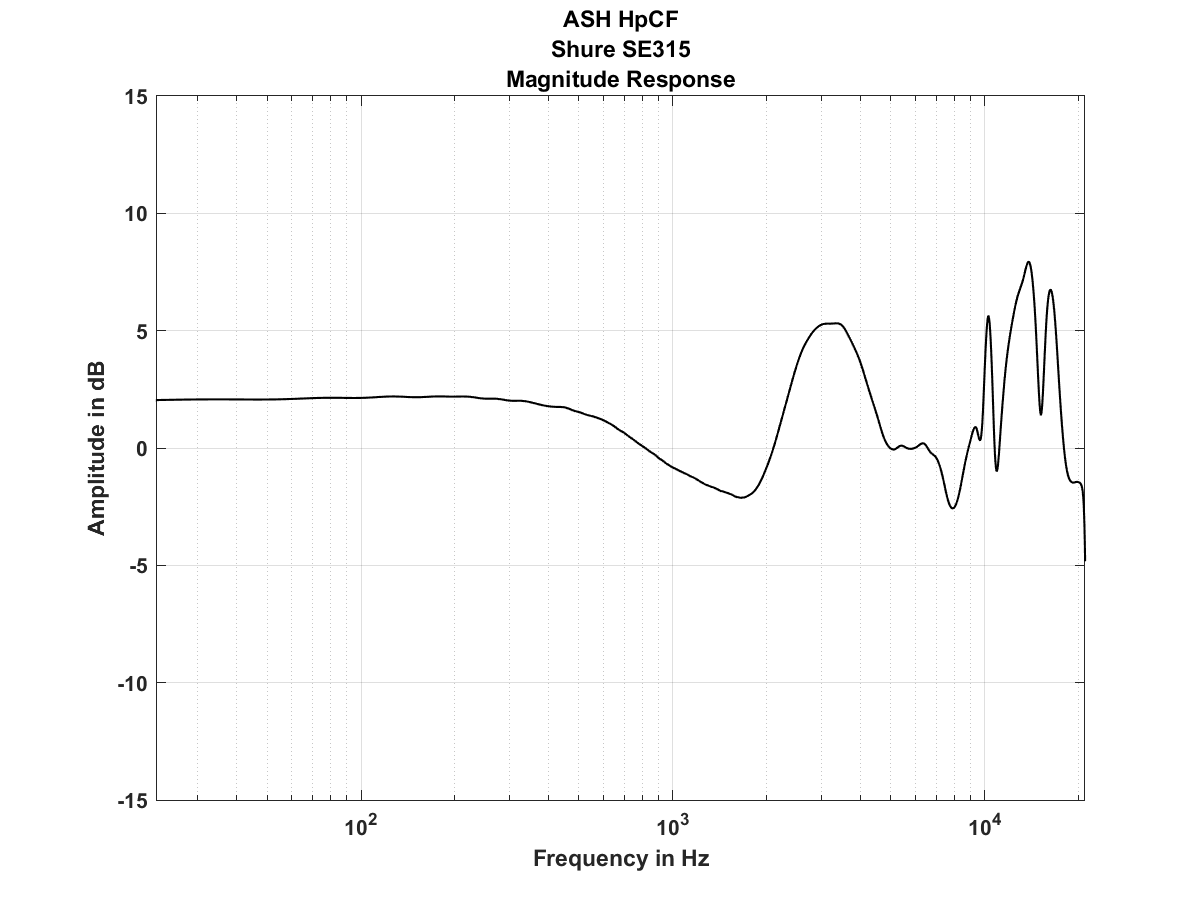 ASH HpCF
Shure SE315
Magnitude Response
15
10
5
0
-5
-10
-15
Amplitude in dB
10² 10³ 10⁴
Frequency in Hz